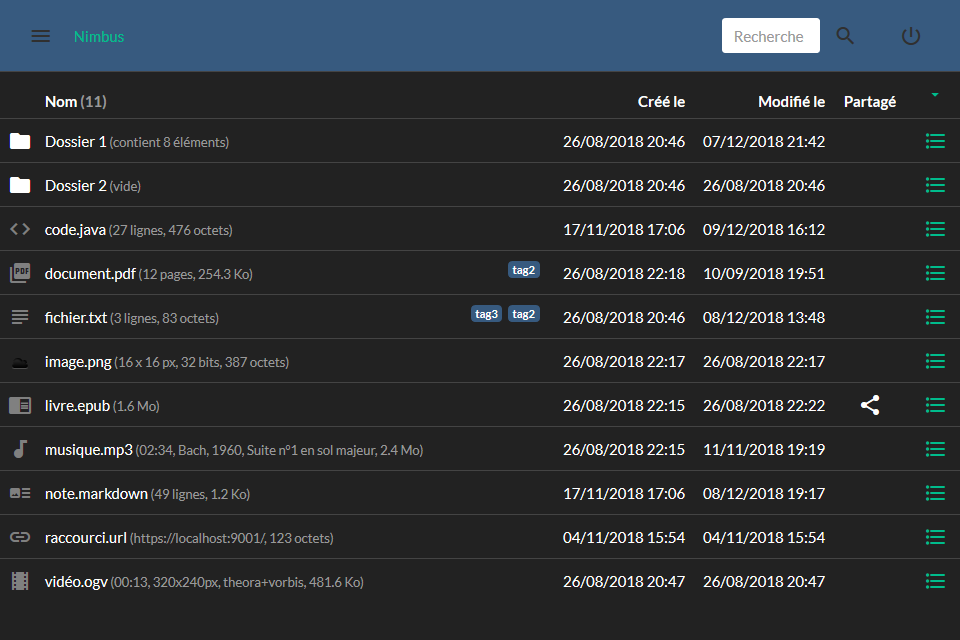 Nimbus Recherche
Nom (11) Créé le Modifié le Partagé
Dossier 1 (contient 8 éléments) 26/08/2018 20:46 07/12/2018 21:42
Dossier 2 (vide) 26/08/2018 20:46 26/08/2018 20:46
code.java (27 lignes, 476 octets) 17/11/2018 17:06 09/12/2018 16:12
PDF document.pdf (12 pages, 254.3 Ko) tag2 26/08/2018 22:18 10/09/2018 19:51
fichier.txt (3 lignes, 83 octets) tag3 tag2 26/08/2018 20:46 08/12/2018 13:48
image.png (16 x 16 px, 32 bits, 387 octets) 26/08/2018 22:17 26/08/2018 22:17
livre.epub (1.6 Mo) 26/08/2018 22:15 26/08/2018 22:22
musique.mp3 (02:34, Bach, 1960, Suite n°1 en sol majeur, 2.4 Mo) 26/08/2018 22:15 11/11/2018 19:19
note.markdown (49 lignes, 1.2 Ko) 17/11/2018 17:06 08/12/2018 19:17
raccourci.url (https://localhost:9001/, 123 octets) 04/11/2018 15:54 04/11/2018 15:54
vidéo.ogv (00:13, 320x240px, theora+vorbis, 481.6 Ko) 26/08/2018 20:47 26/08/2018 20:47